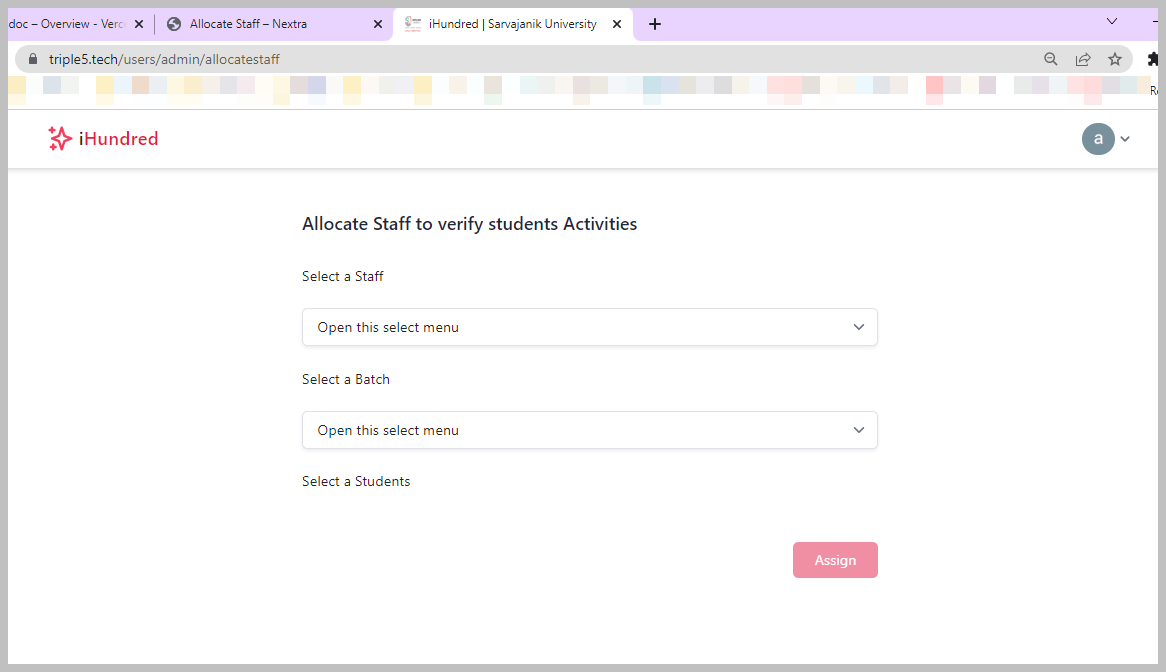 doc – Overview - Verc
Allocate Staff – Nextra
iHundred | Sarvajanik University
triple5.tech/users/admin/allocatestaff
iHundred
a
Allocate Staff to verify students Activities
Select a Staff
Open this select menu
Select a Batch
Open this select menu
Select a Students
Assign